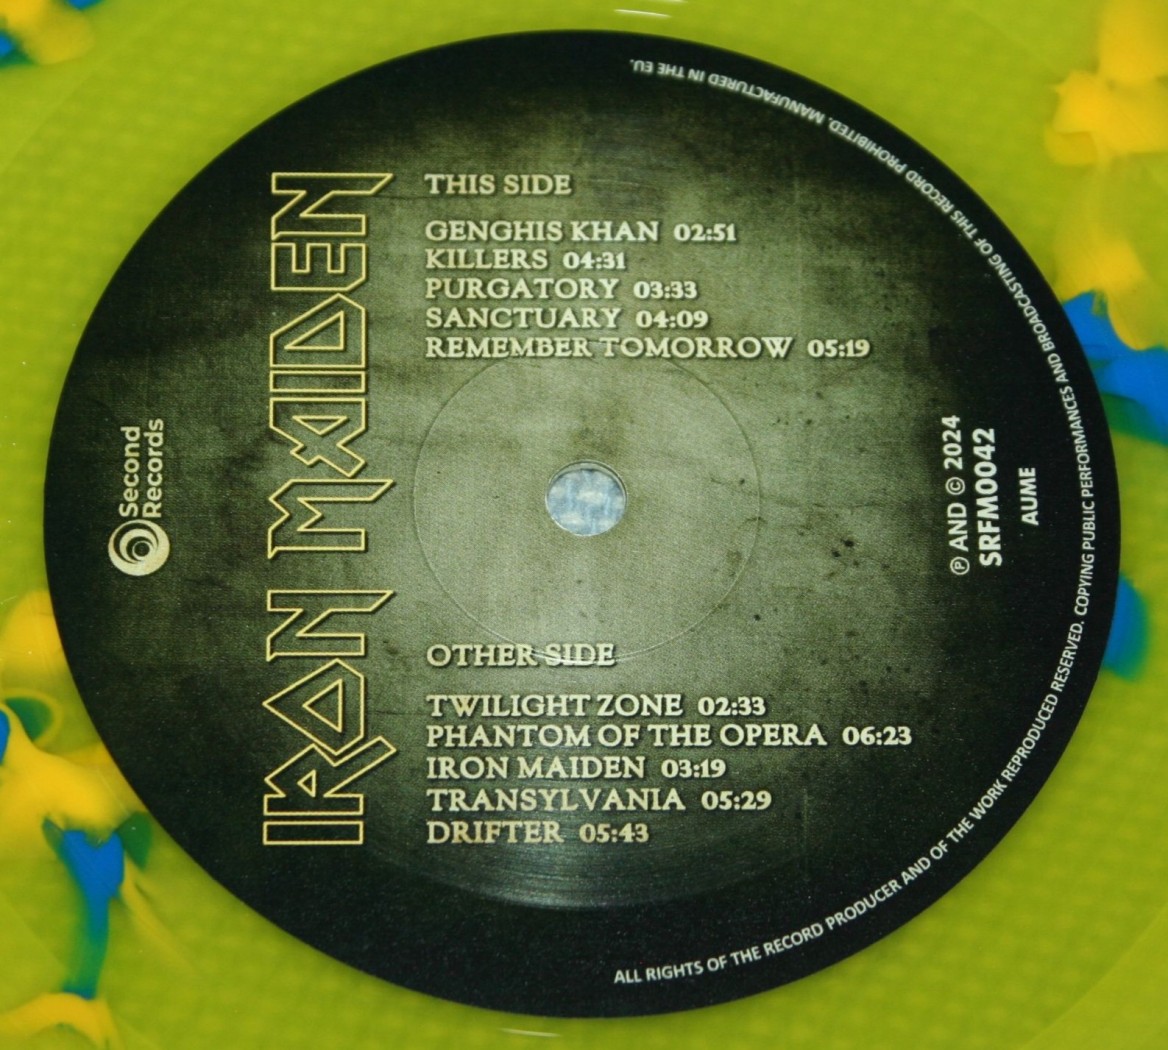 IRON MAIDEN
Second
Records
THIS SIDE
GENGHIS KHAN 02:51
KILLERS 04:31
PURGATORY 03:33
SANCTUARY 04:09
REMEMBER TOMORROW 05:19
OTHER SIDE
TWILIGHT ZONE 02:33
PHANTOM OF THE OPERA 06:23
IRON MAIDEN 03:19
TRANSYLVANIA 05:29
DRIFTER 05:43
℗ AND © 2024
SRFM0042
AUME
ALL RIGHTS OF THE RECORD PRODUCER AND OF THE WORK REPRODUCED RESERVED. COPYING PUBLIC PERFORMANCES AND BROADCASTING OF THIS RECORD PROHIBITED. MANUFACTURED IN THE EU.